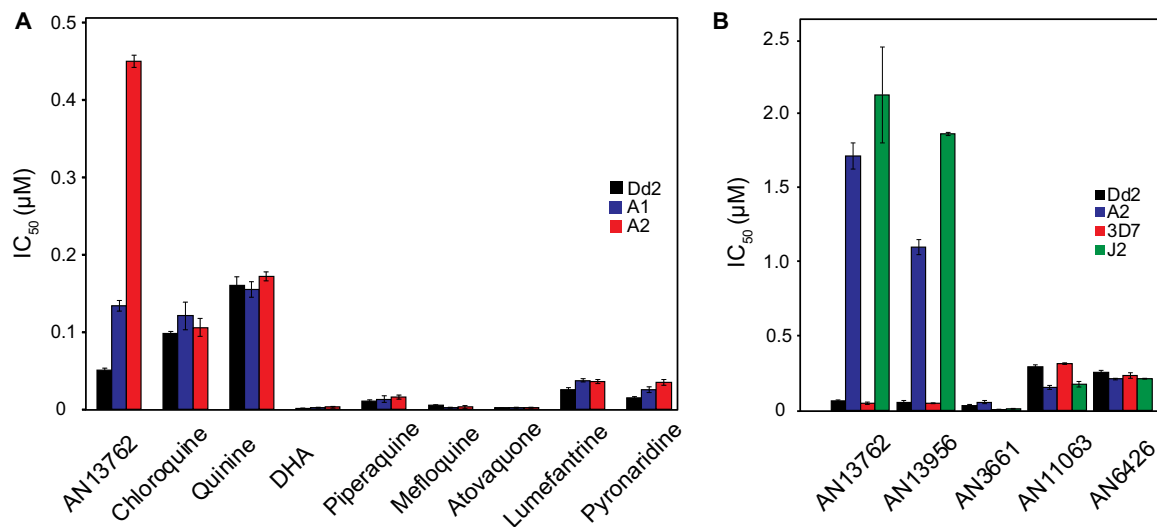 A
IC50 (µM)
0.5
0.4
0.3
0.2
0.1
0
Dd2
A1
A2
AN13762
Chloroquine
Quinine
DHA
Piperaquine
Mefloquine
Atovaquone
Lumefantrine
Pyronaridine
B
IC50 (µM)
2.5
2.0
1.5
1.0
0.5
0
Dd2
A2
3D7
J2
AN13762
AN13956
AN3661
AN11063
AN6426